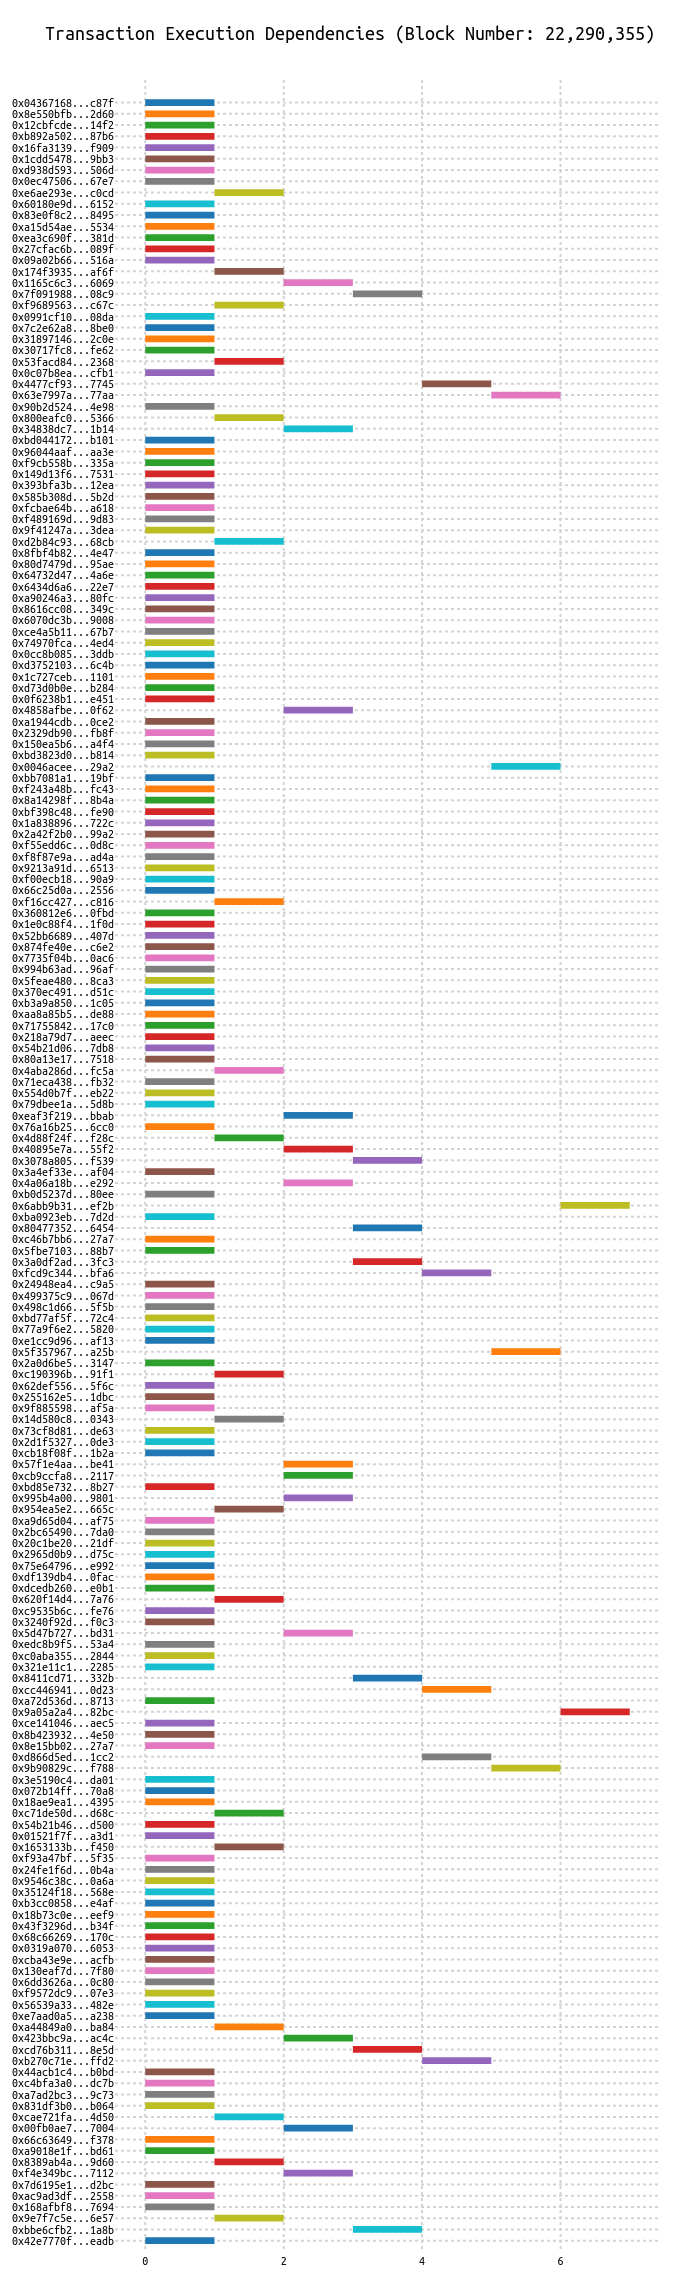 Transaction Execution Dependencies (Block Number: 22,290,355)
0x04367168...c87f
0x8e550bfb...2d60
0x12cbfcde...14f2
0xb892a502...87b6
0x16fa3139...f909
0x1cdd5478...9bb3
0xd938d593...506d
0x0ec47506...67e7
0xe6ae293e...c0cd
0x60180e9d...6152
0x83e0f8c2...8495
0xa15d54ae...5534
0xea3c690f...381d
0x27cfac6b...089f
0x09a02b66...516a
0x174f3935...af6f
0x1165c6c3...6069
0x7f091988...08c9
0xf9689563...c67c
0x0991cf10...08da
0x7c2e62a8...8be0
0x31897146...2c0e
0x30717fc8...fe62
0x53facd84...2368
0x0c07b8ea...cfb1
0x4477cf93...7745
0x63e7997a...77aa
0x90b2d524...4e98
0x800eafc0...5366
0x34838dc7...1b14
0xbd044172...b101
0x96044aaf...aa3e
0xf9cb558b...335a
0x149d13f6...7531
0x393bfa3b...12ea
0x585b308d...5b2d
0xfcbae64b...a618
0xf489169d...9d83
0x9f41247a...3dea
0xd2b84c93...68cb
0x8fbf4b82...4e47
0x80d7479d...95ae
0x64732d47...4a6e
0x6434d6a6...22e7
0xa90246a3...80fc
0x8616cc08...349c
0x6070dc3b...9008
0xce4a5b11...67b7
0x74970fca...4ed4
0x0cc8b085...3ddb
0xd3752103...6c4b
0x1c727ceb...1101
0xd73d0b0e...b284
0x0f6238b1...e451
0x4858afbe...0f62
0xa1944cdb...0ce2
0x2329db90...fb8f
0x150ea5b6...a4f4
0xbd3823d0...b814
0x0046acee...29a2
0xbb7081a1...19bf
0xf243a48b...fc43
0x8a14298f...8b4a
0xbf398c48...fe90
0x1a838896...722c
0x2a42f2b0...99a2
0xf55edd6c...0d8c
0xf8f87e9a...ad4a
0x9213a91d...6513
0xf00ecb18...90a9
0x66c25d0a...2556
0xf16cc427...c816
0x360812e6...0fbd
0x1e0c88f4...1f0d
0x52bb6689...407d
0x874fe40e...c6e2
0x7735f04b...0ac6
0x994b63ad...96af
0x5feae480...8ca3
0x370ec491...d51c
0xb3a9a850...1c05
0xaa8a85b5...de88
0x71755842...17c0
0x218a79d7...aeec
0x54b21d06...7db8
0x80a13e17...7518
0x4aba286d...fc5a
0x71eca438...fb32
0x554d0b7f...eb22
0x79dbee1a...5d8b
0xeaf3f219...bbab
0x76a16b25...6cc0
0x4d88f24f...f28c
0x40895e7a...55f2
0x3078a805...f539
0x3a4ef33e...af04
0x4a06a18b...e292
0xb0d5237d...80ee
0x6abb9b31...ef2b
0xba0923eb...7d2d
0x80477352...6454
0xc46b7bb6...27a7
0x5fbe7103...88b7
0x3a0df2ad...3fc3
0xfcd9c344...bfa6
0x24948ea4...c9a5
0x499375c9...067d
0x498c1d66...5f5b
0xbd77af5f...72c4
0x77a9f6e2...5820
0xe1cc9d96...af13
0x5f357967...a25b
0x2a0d6be5...3147
0xc190396b...91f1
0x62def556...5f6c
0x255162e5...1dbc
0x9f885598...af5a
0x14d580c8...0343
0x73cf8d81...de63
0x2d1f5327...0de3
0xcb18f08f...1b2a
0x57f1e4aa...be41
0xcb9ccfa8...2117
0xbd85e732...8b27
0x995b4a00...9801
0x954ea5e2...665c
0xa9d65d04...af75
0x2bc65490...7da0
0x20c1be20...21df
0x2965d0b9...d75c
0x75e64796...e992
0xdf139db4...0fac
0xdcedb260...e0b1
0x620f14d4...7a76
0xc9535b6c...fe76
0x3240f92d...f0c3
0x5d47b727...bd31
0xedc8b9f5...53a4
0xc0aba355...2844
0x321e11c1...2285
0x8411cd71...332b
0xcc446941...0d23
0xa72d536d...8713
0x9a05a2a4...82bc
0xce141046...aec5
0x8b423932...4e50
0x8e15bb02...27a7
0xd866d5ed...1cc2
0x9b90829c...f788
0x3e5190c4...da01
0x072b14ff...70a8
0x18ae9ea1...4395
0xc71de50d...d68c
0x54b21b46...d500
0x01521f7f...a3d1
0x1653133b...f450
0xf93a47bf...5f35
0x24fe1f6d...0b4a
0x9546c38c...0a6a
0x35124f18...568e
0xb3cc0858...e4af
0x18b73c0e...eef9
0x43f3296d...b34f
0x68c66269...170c
0x0319a070...6053
0xcba43e9e...acfb
0x130eaf7d...7f80
0x6dd3626a...0c80
0xf9572dc9...07e3
0x56539a33...482e
0xe7aad0a5...a238
0xa44849a0...ba84
0x423bbc9a...ac4c
0xcd76b311...8e5d
0xb270c71e...ffd2
0x44acb1c4...b0bd
0xc4bfa3a0...dc7b
0xa7ad2bc3...9c73
0x831df3b0...b064
0xcae721fa...4d50
0x00fb0ae7...7004
0x66c63649...f378
0xa9018e1f...bd61
0x8389ab4a...9d60
0xf4e349bc...7112
0x7d6195e1...d2bc
0xac9ad3df...2558
0x168afbf8...7694
0x9e7f7c5e...6e57
0xbbe6cfb2...1a8b
0x42e7770f...eadb
0 2 4 6